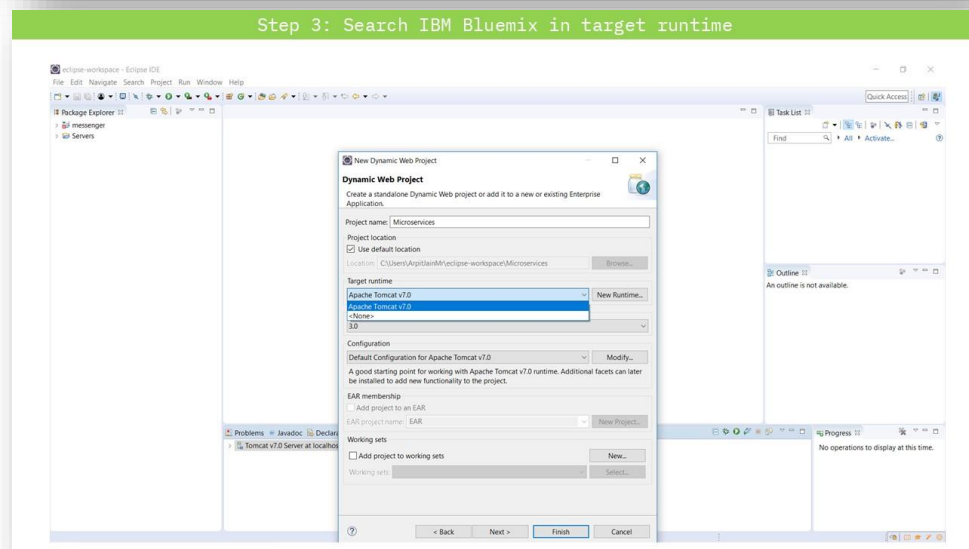 Step 3: Search IBM Bluemix in target runtime
eclipse-workspace - Eclipse IDE
File Edit Navigate Search Project Run Window Help
Quick Access
Package Explorer
messenger
Servers
Task List
Find
All
Activate...
New Dynamic Web Project
Dynamic Web Project
Create a standalone Dynamic Web project or add it to a new or existing Enterprise
Application.
Project name: Microservices
Project location
Use default location
Location: C:\Users\ArpitJainMr\eclipse-workspace\Microservices Browse...
Target runtime
Apache Tomcat v7.0 New Runtime...
Apache Tomcat v7.0
<None>
3.0
Configuration
Default Configuration for Apache Tomcat v7.0 Modify...
A good starting point for working with Apache Tomcat v7.0 runtime. Additional facets can later
be installed to add new functionality to the project.
EAR membership
Add project to an EAR
EAR project name: EAR New Project...
Working sets
Add project to working sets New...
Working sets: Select...
< Back Next > Finish Cancel
Outline
An outline is not available.
Problems Javadoc Declara
Tomcat v7.0 Server at localhos
Progress
No operations to display at this time.